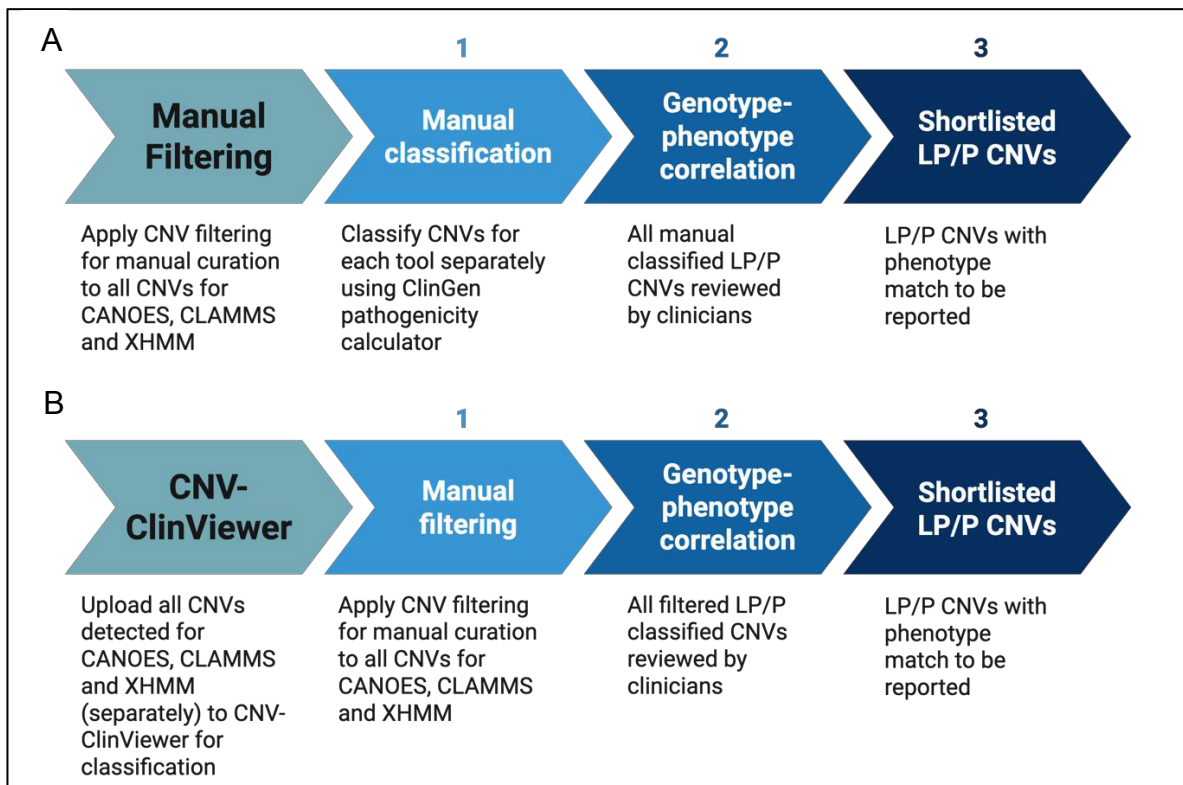 A
1 2 3
Manual
Filtering
Manual
classification
Genotype-
phenotype
correlation
Shortlisted
LP/P CNVs
Apply CNV filtering
for manual curation
to all CNVs for
CANOES, CLAMMS
and XHMM
Classify CNVs for
each tool separately
using ClinGen
pathogenicity
calculator
All manual
classified LP/P
CNVs reviewed
by clinicians
LP/P CNVs with
phenotype
match to be
reported
B
1 2 3
CNV-
ClinViewer
Manual
filtering
Genotype-
phenotype
correlation
Shortlisted
LP/P CNVs
Upload all CNVs
detected for
CANOES, CLAMMS
and XHMM
(separately) to CNV-
ClinViewer for
classification
Apply CNV filtering
for manual curation
to all CNVs for
CANOES, CLAMMS
and XHMM
All filtered LP/P
classified CNVs
reviewed by
clinicians
LP/P CNVs with
phenotype
match to be
reported